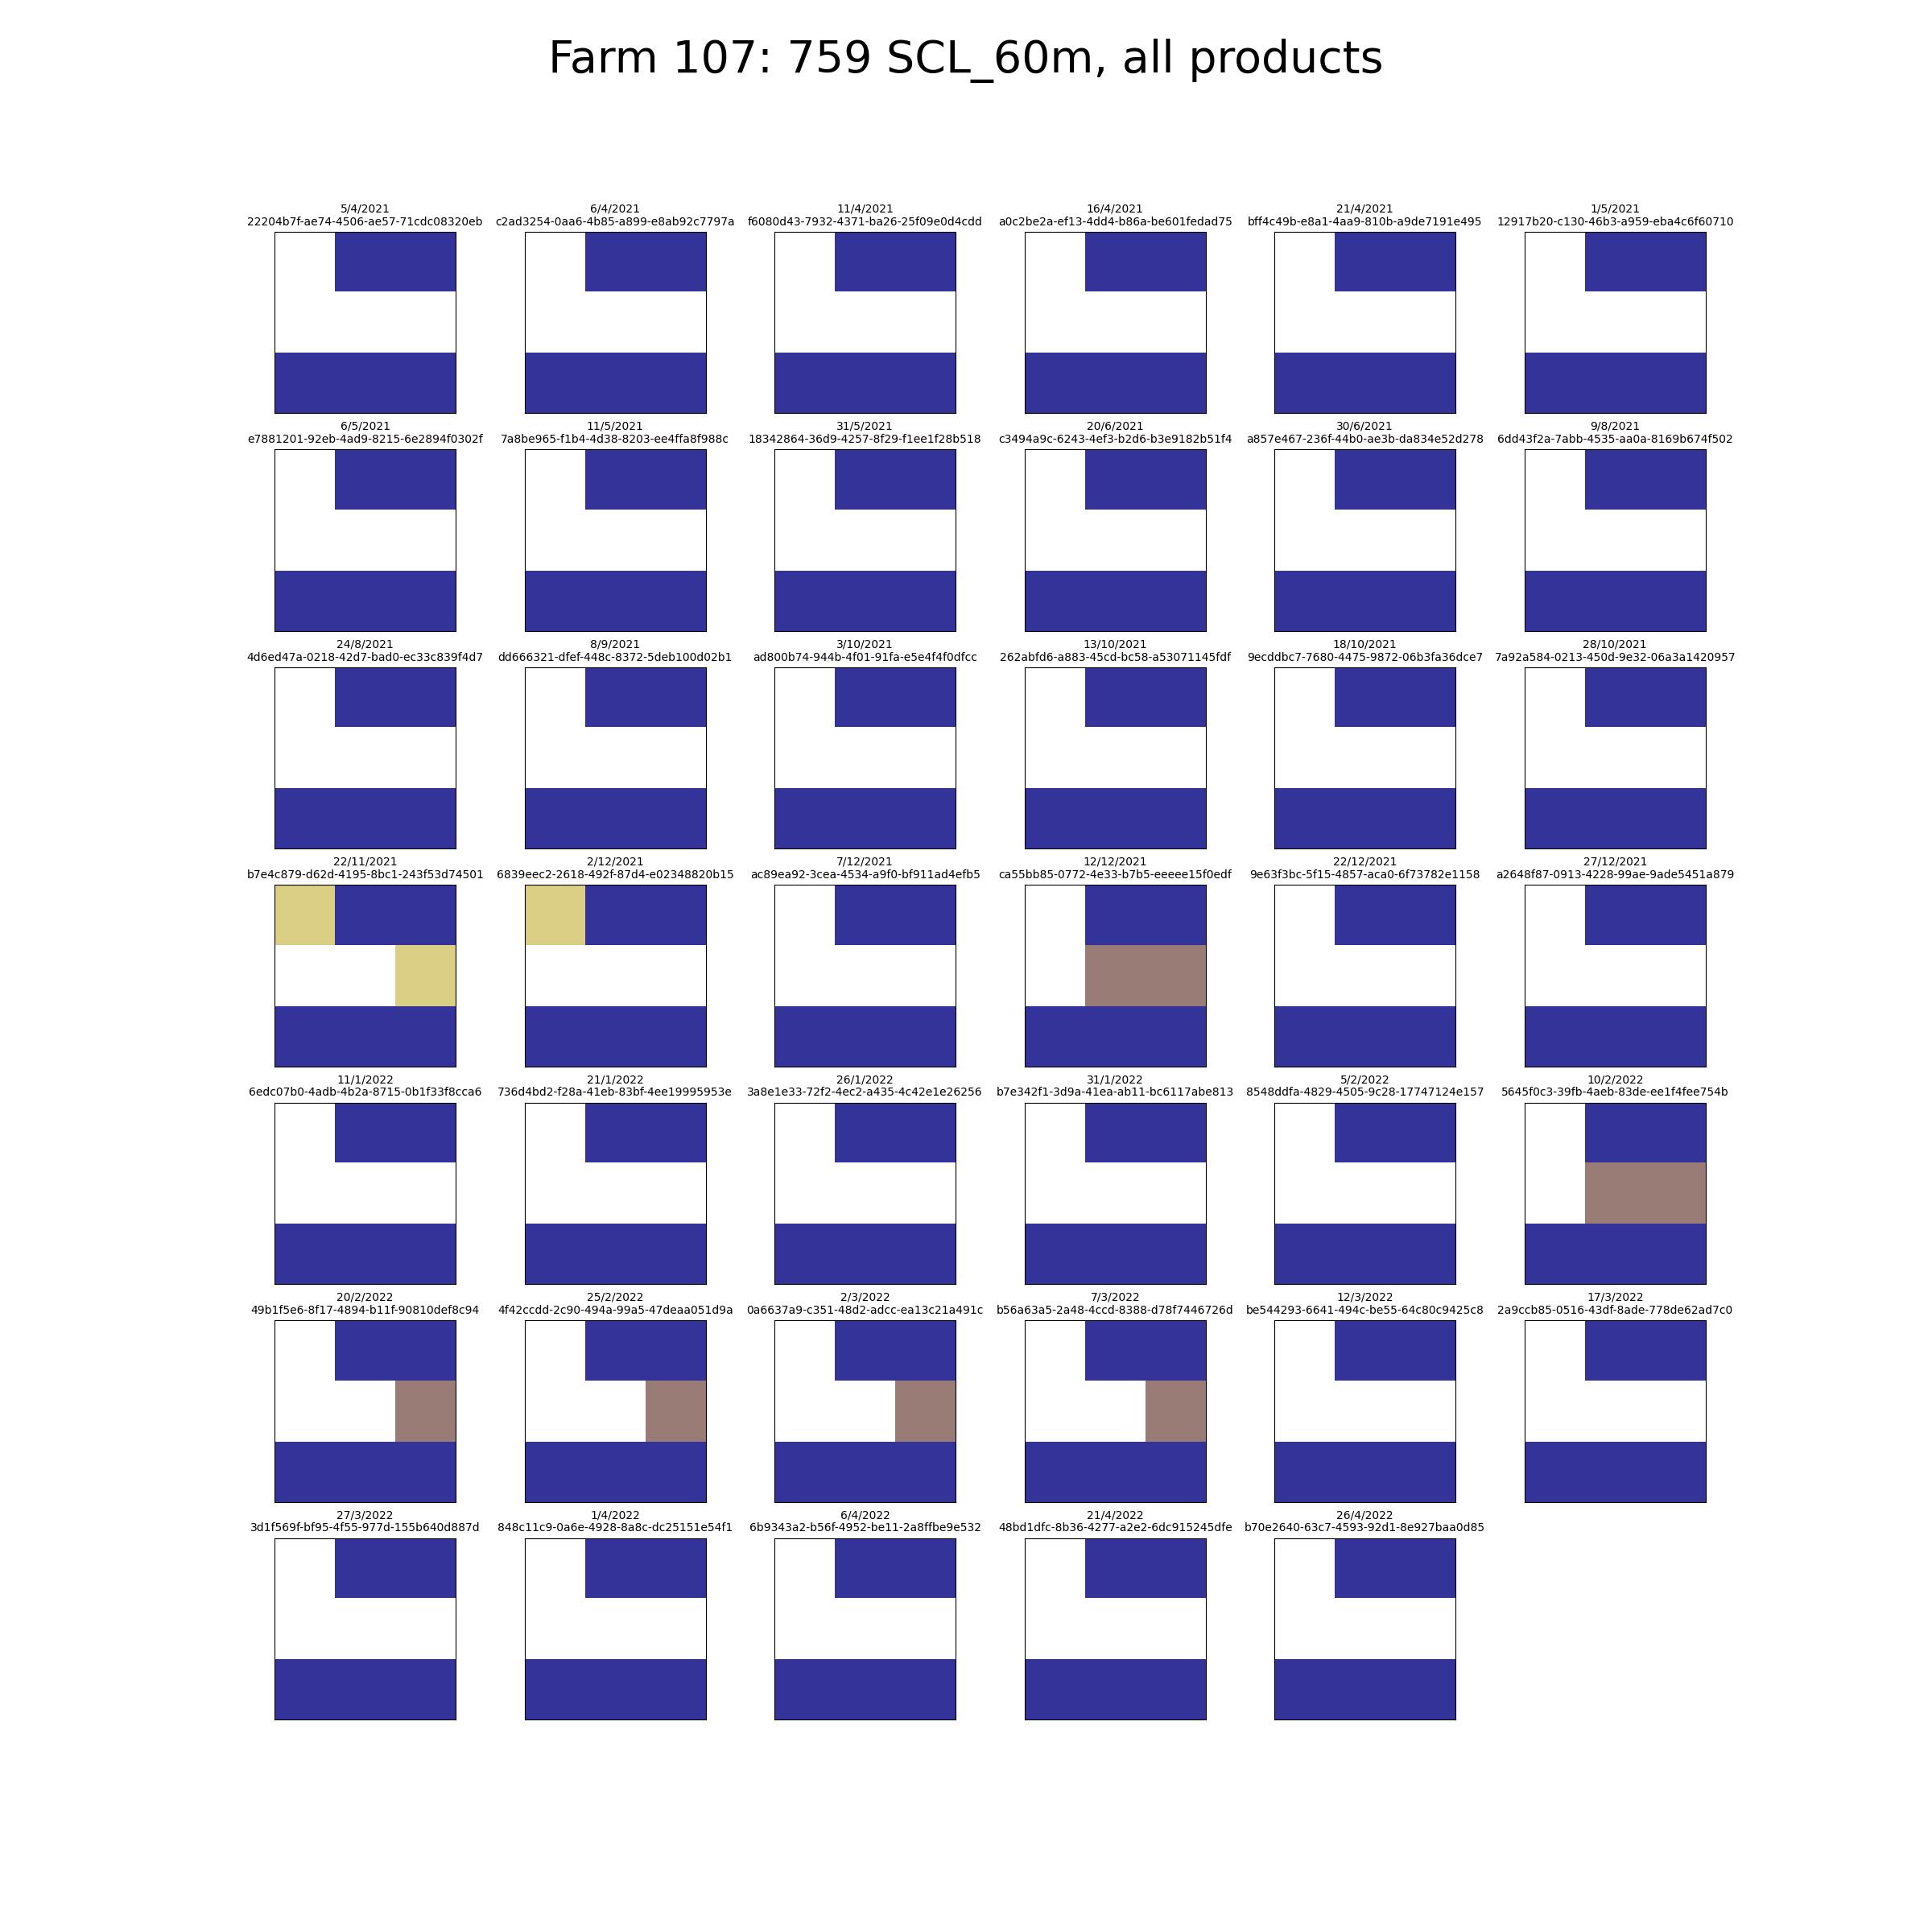 Farm 107: 759 SCL_60m, all products
5/4/2021 6/4/2021 11/4/2021 16/4/2021 21/4/2021 1/5/2021
22204b7f-ae74-4506-ae57-71cdc08320eb c2ad3254-0aa6-4b85-a899-e8ab92c7797a f6080d43-7932-4371-ba26-25f09e0d4cdd a0c2be2a-ef13-4dd4-b86a-be601fedad75 bff4c49b-e8a1-4aa9-810b-a9de7191e495 12917b20-c130-46b3-a959-eba4c6f60710
6/5/2021 11/5/2021 31/5/2021 20/6/2021 30/6/2021 9/8/2021
e7881201-92eb-4ad9-8215-6e2894f0302f 7a8be965-f1b4-4d38-8203-ee4ffa8f988c 18342864-36d9-4257-8f29-f1ee1f28b518 c3494a9c-6243-4ef3-b2d6-b3e9182b51f4 a857e467-236f-44b0-ae3b-da834e52d278 6dd43f2a-7abb-4535-aa0a-8169b674f502
24/8/2021 8/9/2021 3/10/2021 13/10/2021 18/10/2021 28/10/2021
4d6ed47a-0218-42d7-bad0-ec33c839f4d7 dd666321-dfef-448c-8372-5deb100d02b1 ad800b74-944b-4f01-91fa-e5e4f4f0dfcc 262abfd6-a883-45cd-bc58-a53071145fdf 9ecddbc7-7680-4475-9872-06b3fa36dce7 7a92a584-0213-450d-9e32-06a3a1420957
22/11/2021 2/12/2021 7/12/2021 12/12/2021 22/12/2021 27/12/2021
b7e4c879-d62d-4195-8bc1-243f53d74501 6839eec2-2618-492f-87d4-e02348820b15 ac89ea92-3cea-4534-a9f0-bf911ad4efb5 ca55bb85-0772-4e33-b7b5-eeeee15f0edf 9e63f3bc-5f15-4857-aca0-6f73782e1158 a2648f87-0913-4228-99ae-9ade5451a879
11/1/2022 21/1/2022 26/1/2022 31/1/2022 5/2/2022 10/2/2022
6edc07b0-4adb-4b2a-8715-0b1f33f8cca6 736d4bd2-f28a-41eb-83bf-4ee19995953e 3a8e1e33-72f2-4ec2-a435-4c42e1e26256 b7e342f1-3d9a-41ea-ab11-bc6117abe813 8548ddfa-4829-4505-9c28-17747124e157 5645f0c3-39fb-4aeb-83de-ee1f4fee754b
20/2/2022 25/2/2022 2/3/2022 7/3/2022 12/3/2022 17/3/2022
49b1f5e6-8f17-4894-b11f-90810def8c94 4f42ccdd-2c90-494a-99a5-47deaa051d9a 0a6637a9-c351-48d2-adcc-ea13c21a491c b56a63a5-2a48-4ccd-8388-d78f7446726d be544293-6641-494c-be55-64c80c9425c8 2a9ccb85-0516-43df-8ade-778de62ad7c0
27/3/2022 1/4/2022 6/4/2022 21/4/2022 26/4/2022
3d1f569f-bf95-4f55-977d-155b640d887d 848c11c9-0a6e-4928-8a8c-dc25151e54f1 6b9343a2-b56f-4952-be11-2a8ffbe9e532 48bd1dfc-8b36-4277-a2e2-6dc915245dfe b70e2640-63c7-4593-92d1-8e927baa0d85